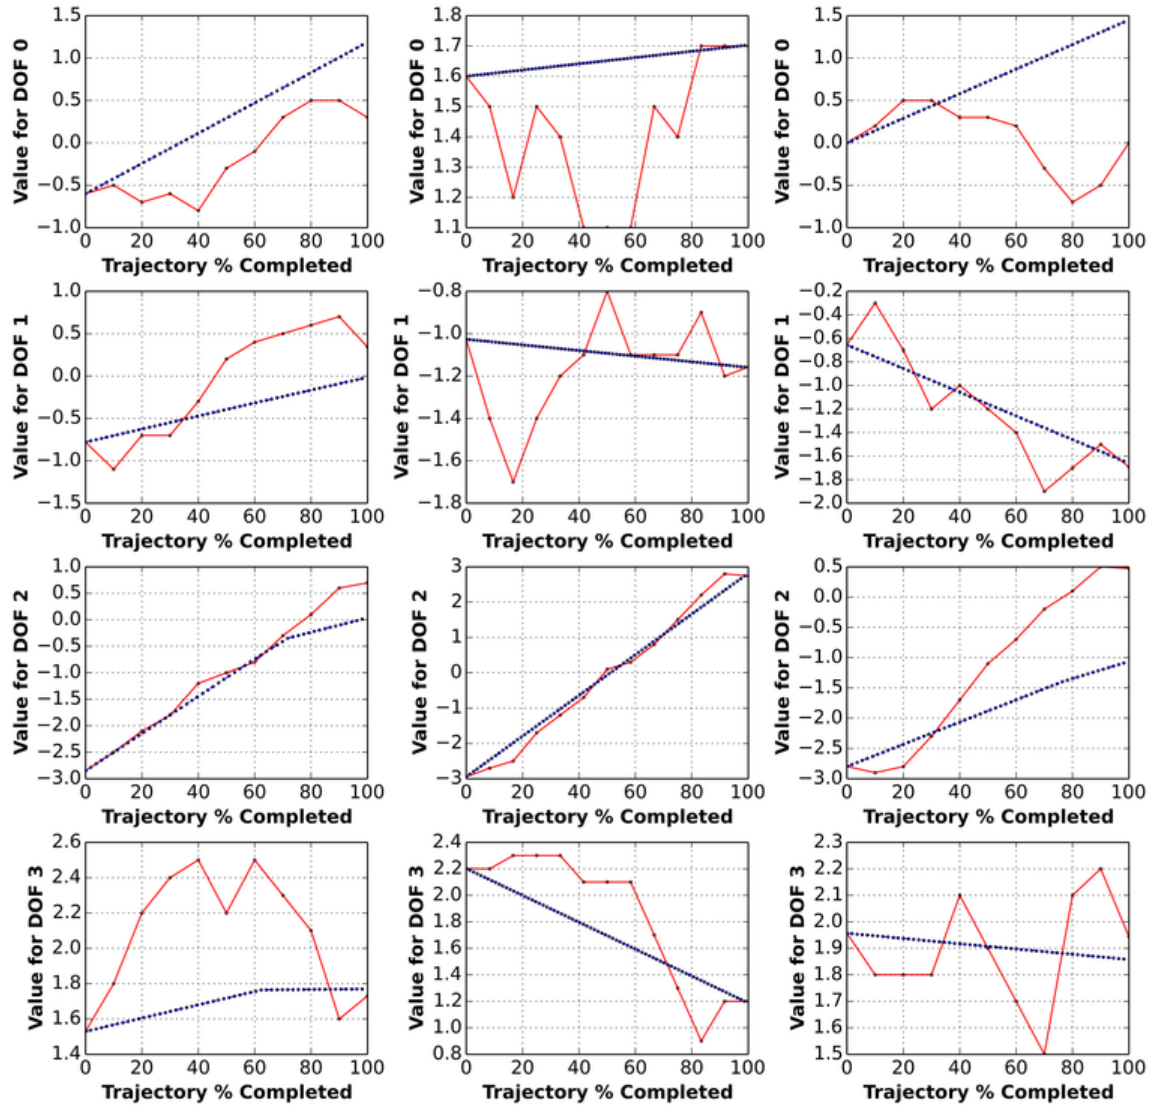 1.5 1.8 1.5
1.0 1.7 1.0
0.5 1.6 0.5
0.0 1.5 0.0
−0.5 1.4 −0.5
−1.0 1.3 −1.0
1.2
1.1
Value for DOF 0 Value for DOF 0 Value for DOF 0
0 20 40 60 80 100 0 20 40 60 80 100 0 20 40 60 80 100
Trajectory % Completed Trajectory % Completed Trajectory % Completed
1.0 −0.8 −0.2
0.5 −1.0 −0.4
0.0 −1.2 −0.6
−0.5 −1.4 −0.8
−1.0 −1.6 −1.0
−1.5 −1.8 −1.2
−1.4
−1.6
−1.8
−2.0
Value for DOF 1 Value for DOF 1 Value for DOF 1
0 20 40 60 80 100 0 20 40 60 80 100 0 20 40 60 80 100
Trajectory % Completed Trajectory % Completed Trajectory % Completed
1.0 3 0.5
0.5 2 0.0
0.0 1 −0.5
−0.5 0 −1.0
−1.0 −1 −1.5
−1.5 −2 −2.0
−2.0 −3 −2.5
−2.5 −3.0
−3.0
Value for DOF 2 Value for DOF 2 Value for DOF 2
0 20 40 60 80 100 0 20 40 60 80 100 0 20 40 60 80 100
Trajectory % Completed Trajectory % Completed Trajectory % Completed
2.6 2.4 2.3
2.4 2.2 2.2
2.2 2.0 2.1
2.0 1.8 2.0
1.8 1.6 1.9
1.6 1.4 1.8
1.4 1.2 1.7
1.0 1.6
0.8 1.5
Value for DOF 3 Value for DOF 3 Value for DOF 3
0 20 40 60 80 100 0 20 40 60 80 100 0 20 40 60 80 100
Trajectory % Completed Trajectory % Completed Trajectory % Completed